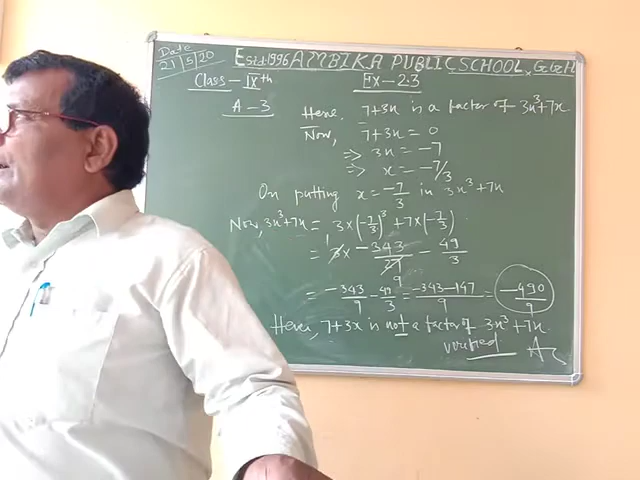 Date
21/5/20
Estd.1996 AMBIKA PUBLIC SCHOOL,
Class - IXth
Ex - 2.3
A - 3
Here, 7+3x is a factor of 3x³+7x.
Now, 7+3x = 0
=> 3x = -7
=> x = -7/3
On putting x = -7/3 in 3x³+7x
Now, 3x³+7x = 3×(-7/3)³ + 7×(-7/3)
= 3× -343/27 - 49/3
= -343/9 - 49/3 = -343-147/9 = -490/9
Here, 7+3x is not a factor of 3x³+7x.
verified